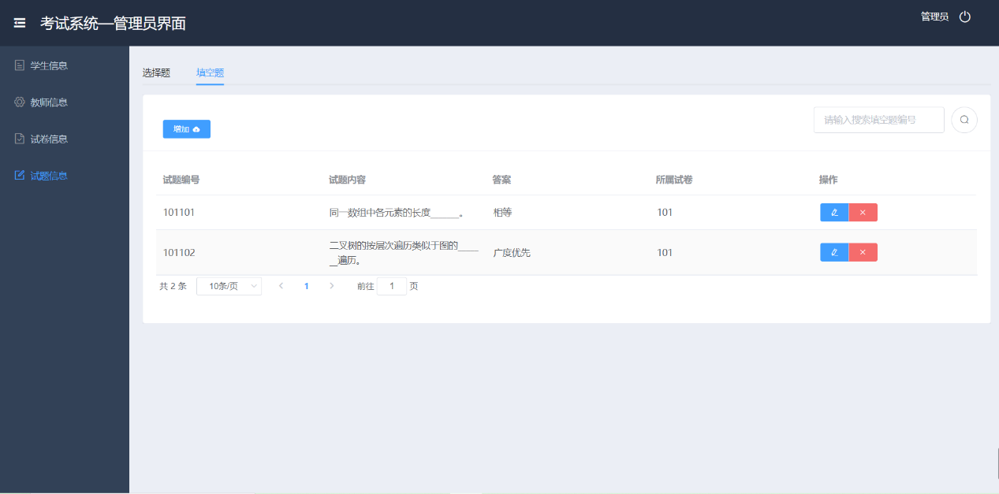 考试系统—管理员界面
管理员
学生信息
教师信息
试卷信息
试题信息
选择题 填空题
增加
请输入搜索填空题编号
试题编号 试题内容 答案 所属试卷 操作
101101 同一数组中各元素的长度______。 相等 101
101102 二叉树的按层次遍历类似于图的____
__遍历。 广度优先 101
共 2 条 10条/页 1 前往 1 页